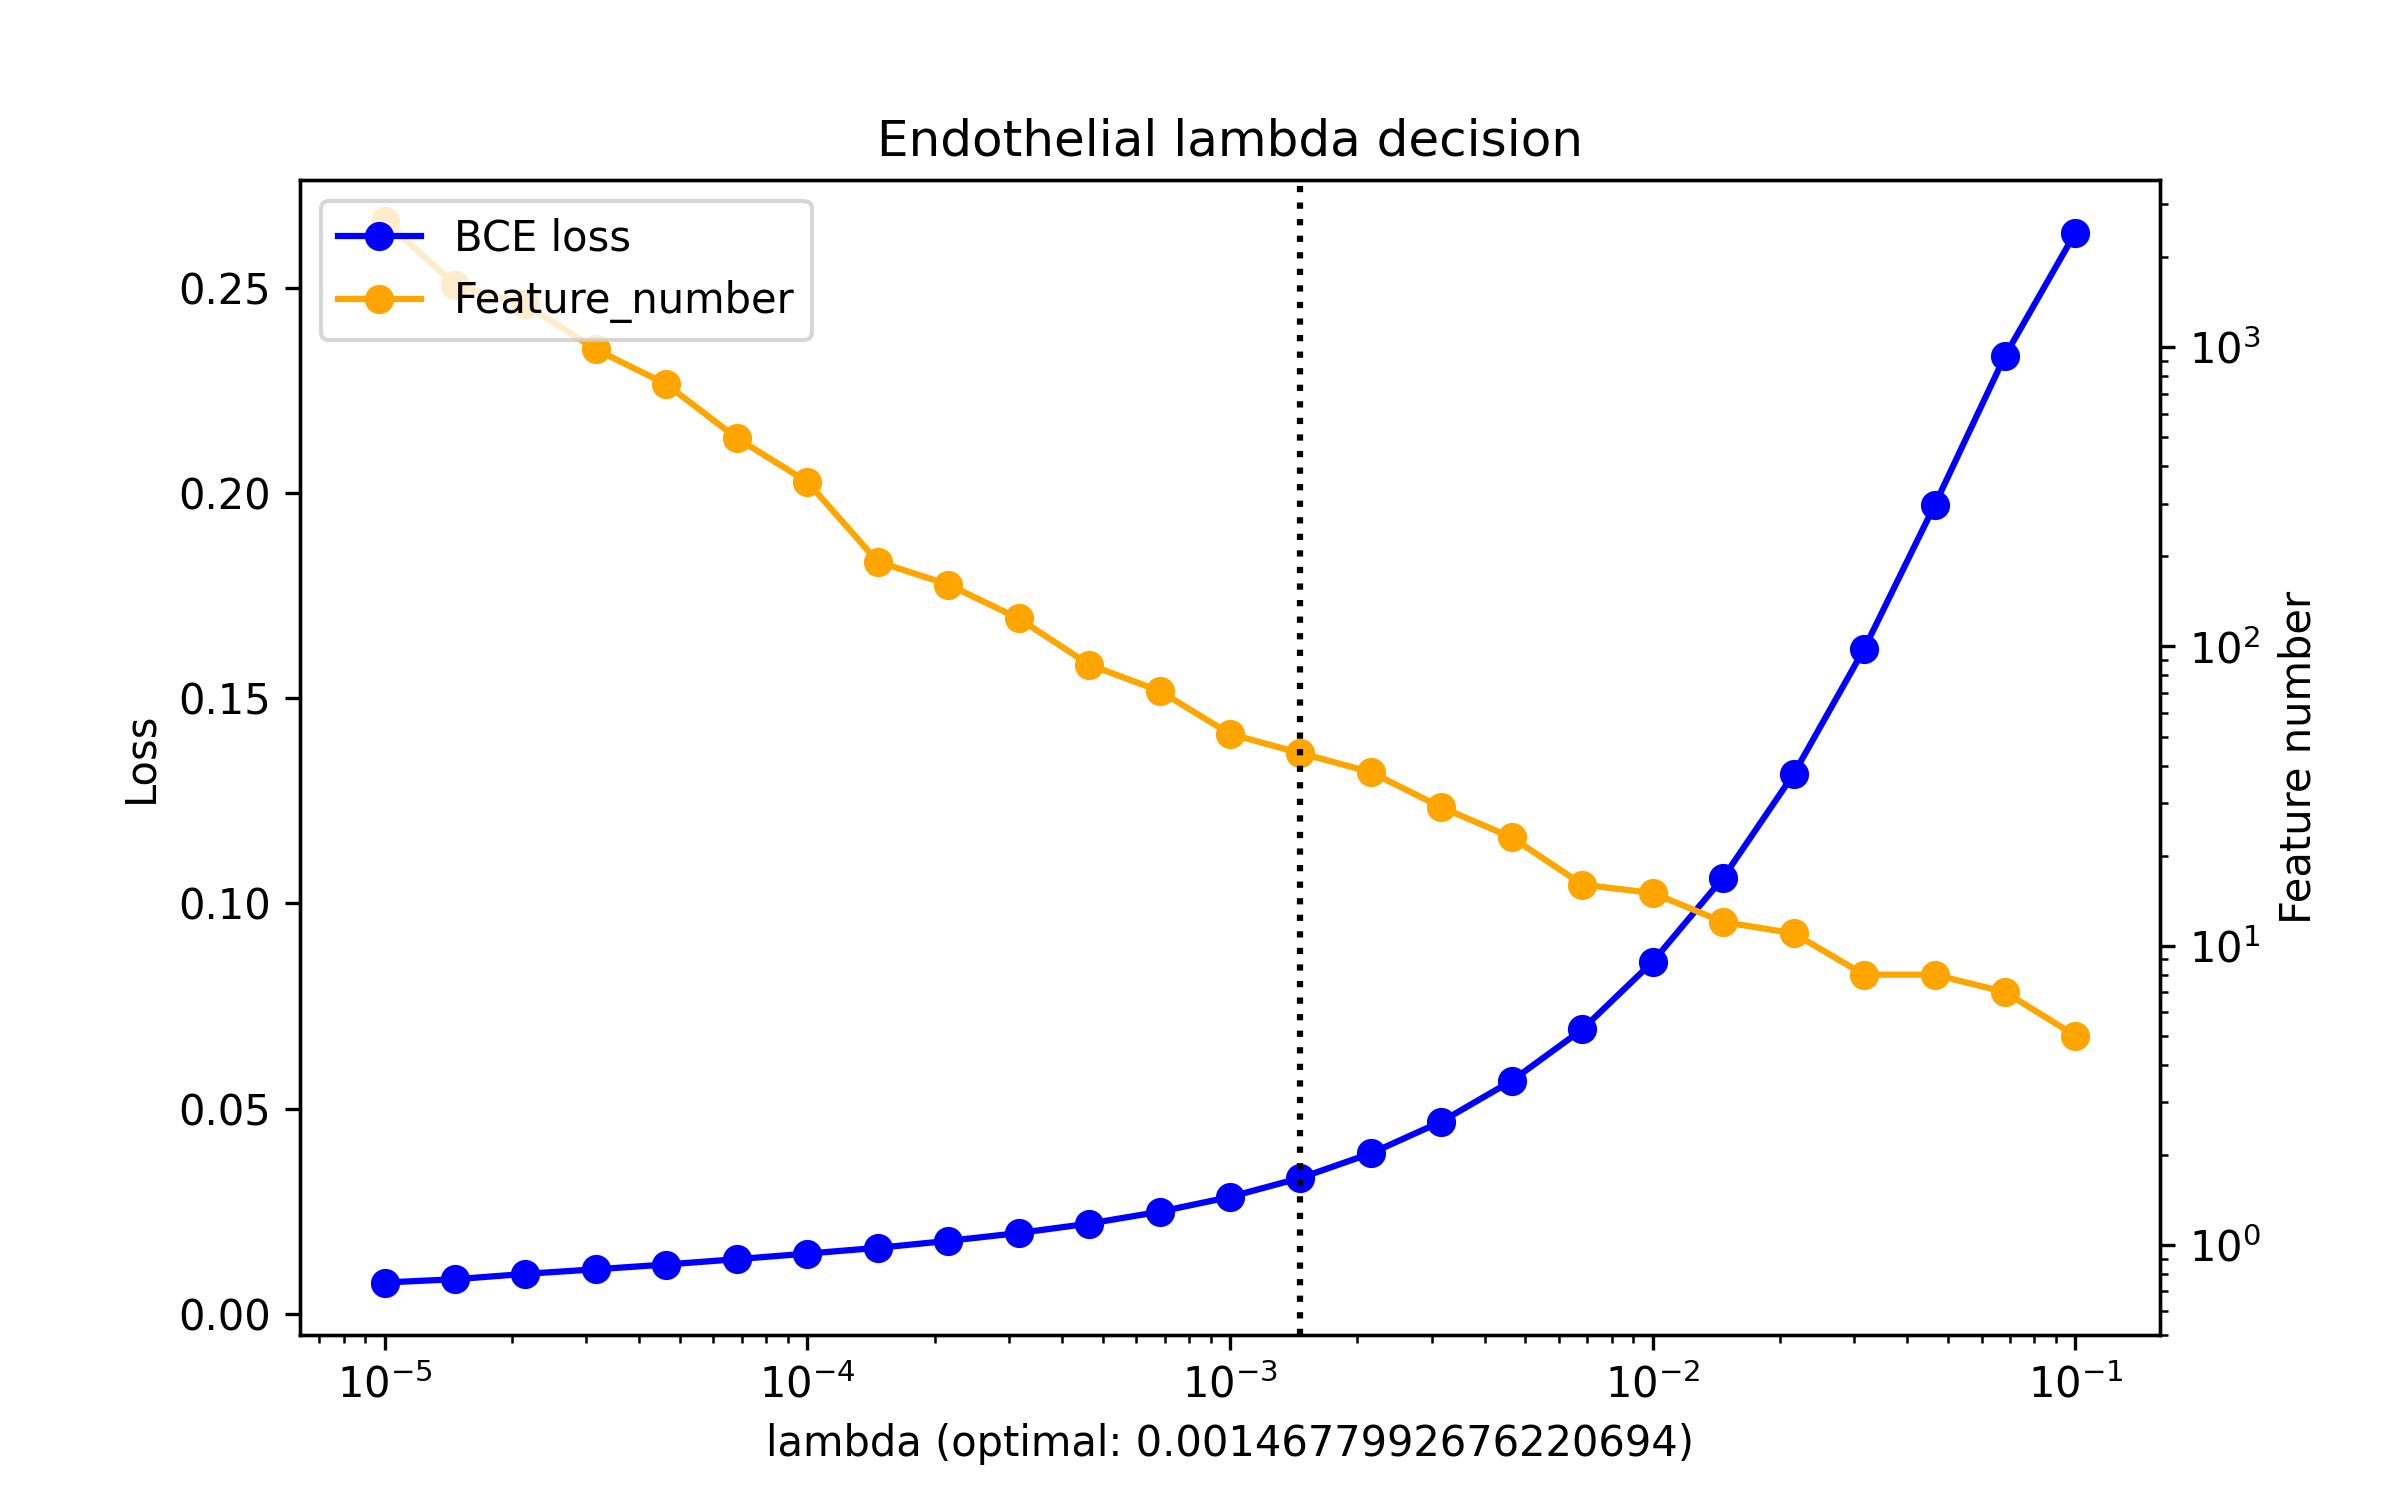 Endothelial lambda decision
BCE loss
Feature_number
0.25
0.20
0.15
0.10
0.05
0.00
Loss
10³
10²
10¹
10⁰
Feature number
10⁻⁵ 10⁻⁴ 10⁻³ 10⁻² 10⁻¹
lambda (optimal: 0.0014677992676220694)